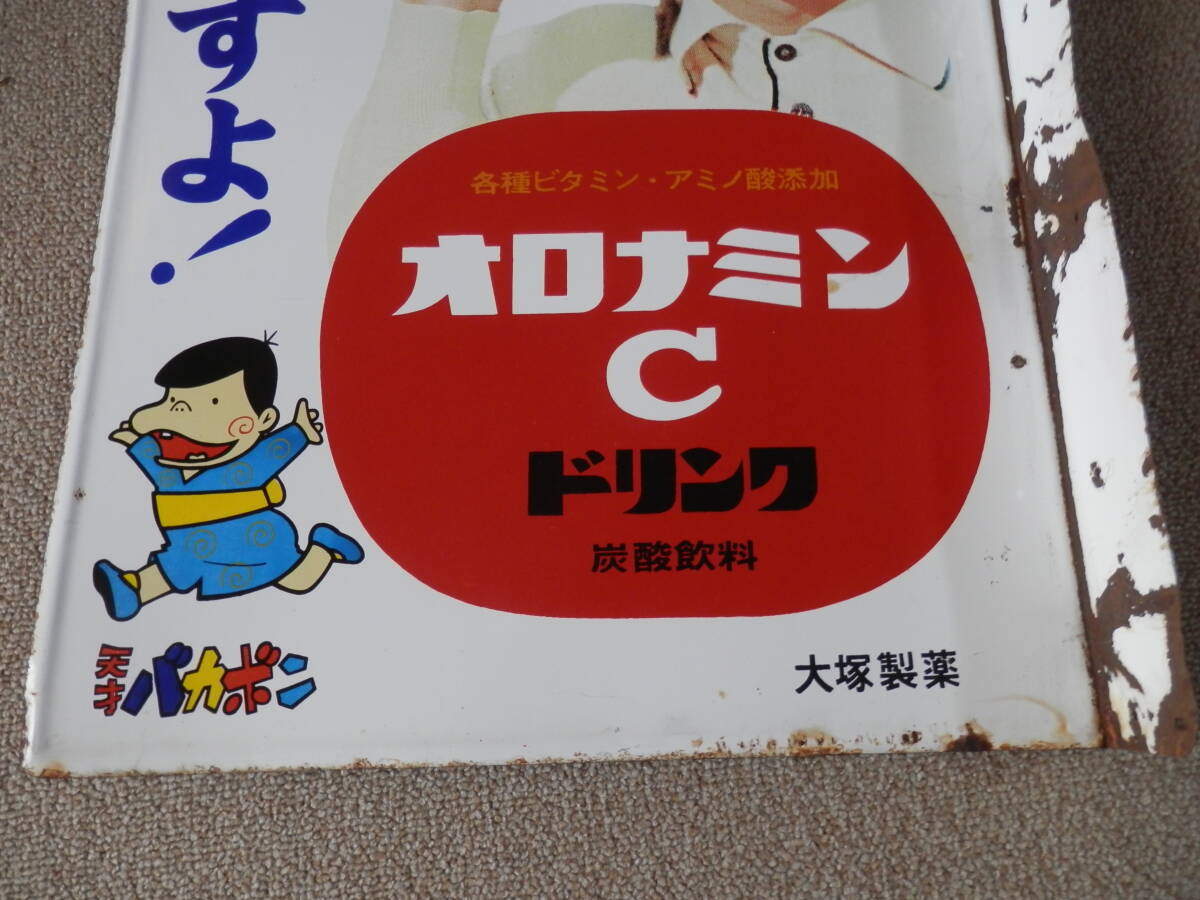 すよ!
各種ビタミン・アミノ酸添加
オロナミン
C
ドリンク
炭酸飲料
天才バカボン
大塚製薬